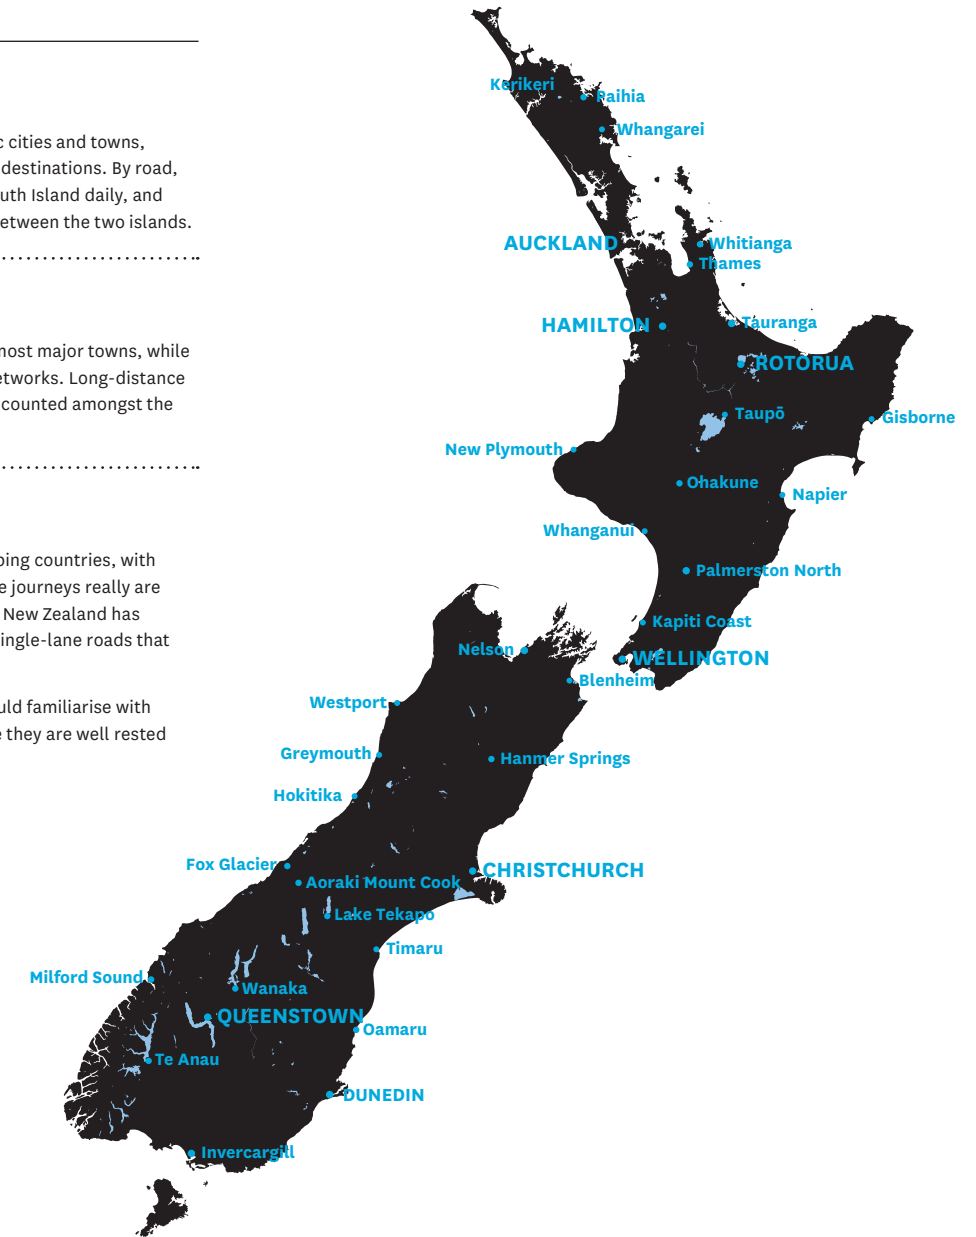 c cities and towns,
destinations. By road,
uth Island daily, and
etween the two islands.
most major towns, while
etworks. Long-distance
counted amongst the
ping countries, with
e journeys really are
New Zealand has
ingle-lane roads that
uld familiarise with
e they are well rested
Kerikeri
Paihia
Whangarei
AUCKLAND
Whitianga
Thames
HAMILTON
Tauranga
ROTORUA
Taupō
Gisborne
New Plymouth
Ohakune
Napier
Whanganui
Palmerston North
Kapiti Coast
Nelson
WELLINGTON
Blenheim
Westport
Greymouth
Hanmer Springs
Hokitika
Fox Glacier
CHRISTCHURCH
Aoraki Mount Cook
Lake Tekapo
Timaru
Milford Sound
Wanaka
QUEENSTOWN
Oamaru
Te Anau
DUNEDIN
Invercargill